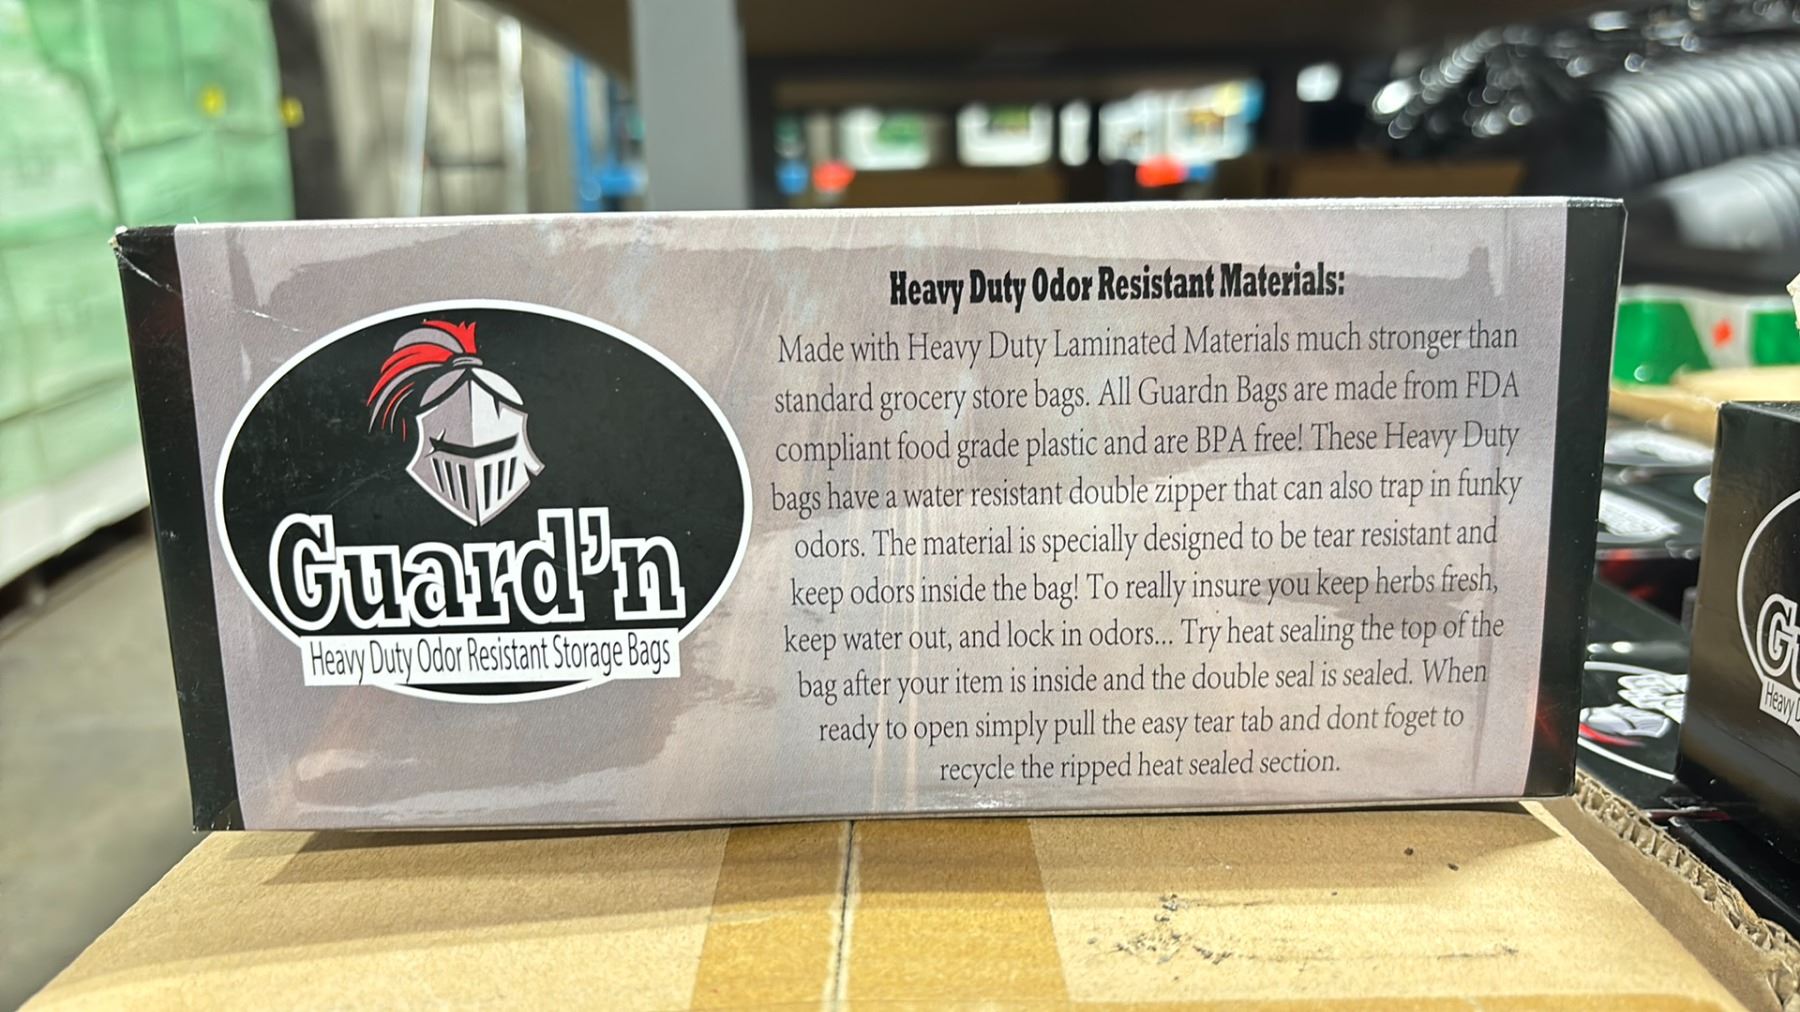 Guard'n
Heavy Duty Odor Resistant Storage Bags
Heavy Duty Odor Resistant Materials:
Made with Heavy Duty Laminated Materials much stronger than
standard grocery store bags. All Guardn Bags are made from FDA
compliant food grade plastic and are BPA free! These Heavy Duty
bags have a water resistant double zipper that can also trap in funky
odors. The material is specially designed to be tear resistant and
keep odors inside the bag! To really insure you keep herbs fresh,
keep water out, and lock in odors... Try heat sealing the top of the
bag after your item is inside and the double seal is sealed. When
ready to open simply pull the easy tear tab and dont foget to
recycle the ripped heat sealed section.
Heavy